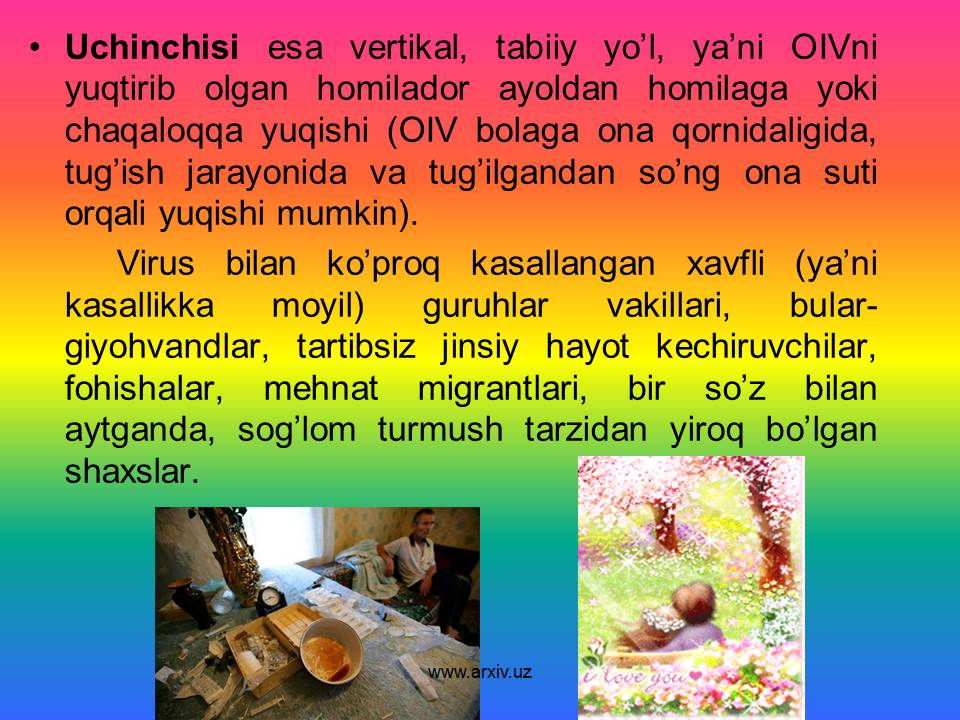 • Uchinchisi esa vertikal, tabiiy yo’l, ya’ni OIVni
yuqtirib olgan homilador ayoldan homilaga yoki
chaqaloqqa yuqishi (OIV bolaga ona qornidaligida,
tug’ish jarayonida va tug’ilgandan so’ng ona suti
orqali yuqishi mumkin).
Virus bilan ko’proq kasallangan xavfli (ya’ni
kasallikka moyil) guruhlar vakillari, bular-
giyohvandlar, tartibsiz jinsiy hayot kechiruvchilar,
fohishalar, mehnat migrantlari, bir so’z bilan
aytganda, sog’lom turmush tarzidan yiroq bo’lgan
shaxslar.
www.arxiv.uz
i love you